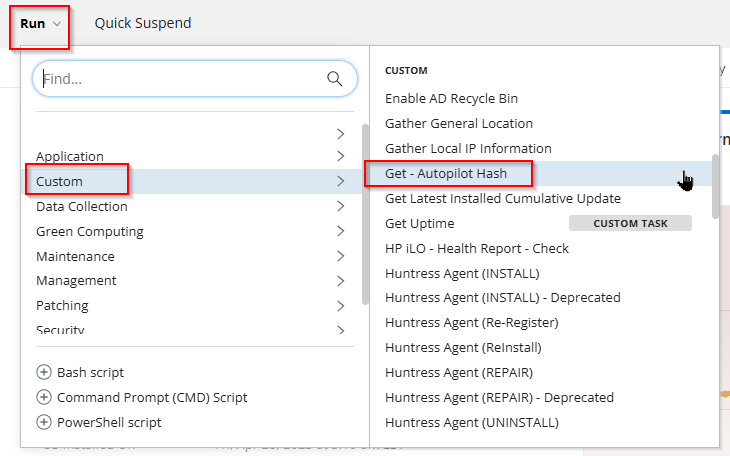 Run Quick Suspend
Find...
Application
Custom
Data Collection
Green Computing
Maintenance
Management
Patching
Security
Bash script
Command Prompt (CMD) Script
PowerShell script
CUSTOM
Enable AD Recycle Bin
Gather General Location
Gather Local IP Information
Get - Autopilot Hash
Get Latest Installed Cumulative Update
Get Uptime CUSTOM TASK
HP iLO - Health Report - Check
Huntress Agent (INSTALL)
Huntress Agent (INSTALL) - Deprecated
Huntress Agent (Re-Register)
Huntress Agent (ReInstall)
Huntress Agent (REPAIR)
Huntress Agent (REPAIR) - Deprecated
Huntress Agent (UNINSTALL)